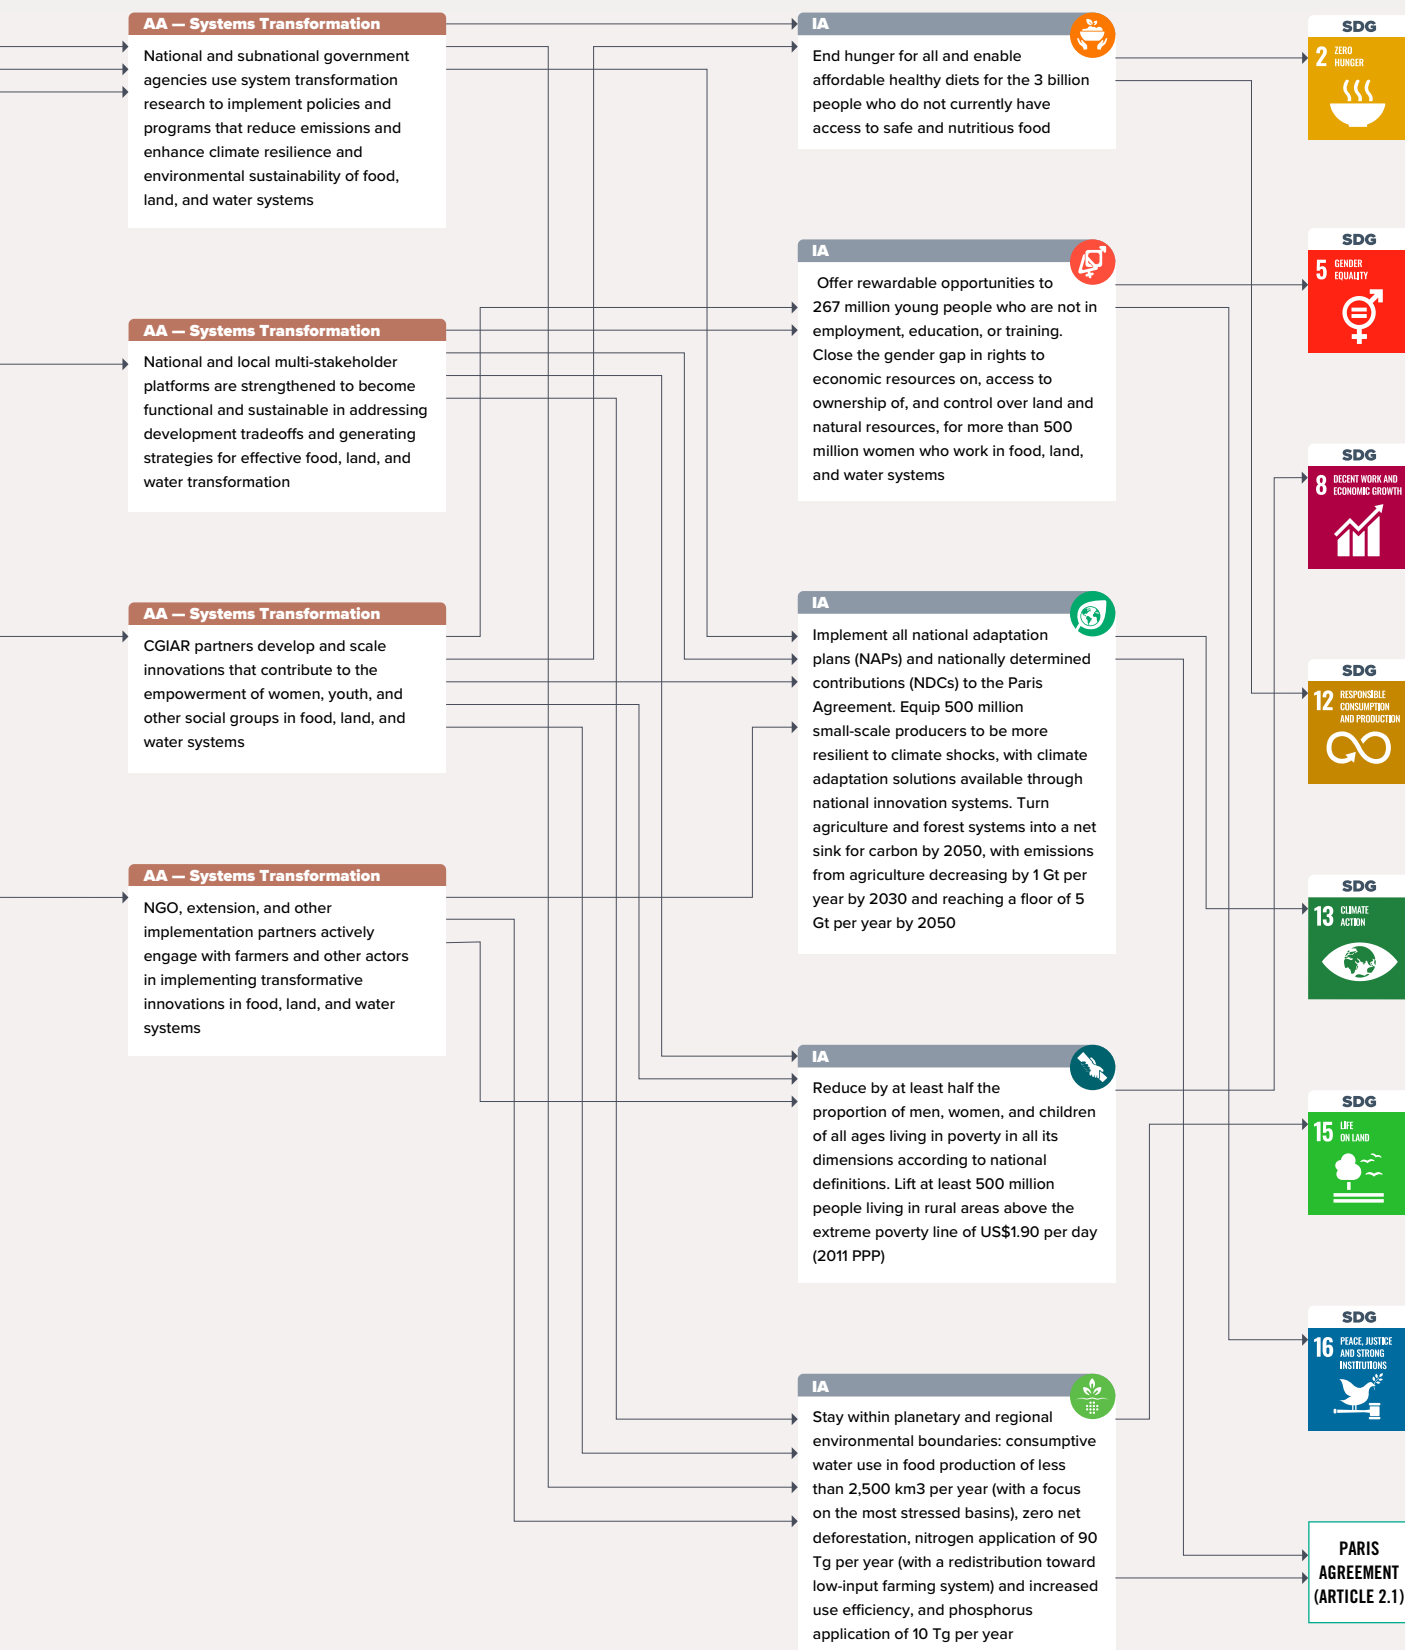 AA — Systems Transformation
National and subnational government
agencies use system transformation
research to implement policies and
programs that reduce emissions and
enhance climate resilience and
environmental sustainability of food,
land, and water systems
AA — Systems Transformation
National and local multi-stakeholder
platforms are strengthened to become
functional and sustainable in addressing
development tradeoffs and generating
strategies for effective food, land, and
water transformation
AA — Systems Transformation
CGIAR partners develop and scale
innovations that contribute to the
empowerment of women, youth, and
other social groups in food, land, and
water systems
AA — Systems Transformation
NGO, extension, and other
implementation partners actively
engage with farmers and other actors
in implementing transformative
innovations in food, land, and water
systems
IA
End hunger for all and enable
affordable healthy diets for the 3 billion
people who do not currently have
access to safe and nutritious food
IA
Offer rewardable opportunities to
267 million young people who are not in
employment, education, or training.
Close the gender gap in rights to
economic resources on, access to
ownership of, and control over land and
natural resources, for more than 500
million women who work in food, land,
and water systems
IA
Implement all national adaptation
plans (NAPs) and nationally determined
contributions (NDCs) to the Paris
Agreement. Equip 500 million
small-scale producers to be more
resilient to climate shocks, with climate
adaptation solutions available through
national innovation systems. Turn
agriculture and forest systems into a net
sink for carbon by 2050, with emissions
from agriculture decreasing by 1 Gt per
year by 2030 and reaching a floor of 5
Gt per year by 2050
IA
Reduce by at least half the
proportion of men, women, and children
of all ages living in poverty in all its
dimensions according to national
definitions. Lift at least 500 million
people living in rural areas above the
extreme poverty line of US$1.90 per day
(2011 PPP)
IA
Stay within planetary and regional
environmental boundaries: consumptive
water use in food production of less
than 2,500 km3 per year (with a focus
on the most stressed basins), zero net
deforestation, nitrogen application of 90
Tg per year (with a redistribution toward
low-input farming system) and increased
use efficiency, and phosphorus
application of 10 Tg per year
SDG
2 ZERO
HUNGER
SDG
5 GENDER
EQUALITY
SDG
8 DECENT WORK AND
ECONOMIC GROWTH
SDG
12 RESPONSIBLE
CONSUMPTION
AND PRODUCTION
SDG
13 CLIMATE
ACTION
SDG
15 LIFE
ON LAND
SDG
16 PEACE, JUSTICE
AND STRONG
INSTITUTIONS
PARIS
AGREEMENT
(ARTICLE 2.1)